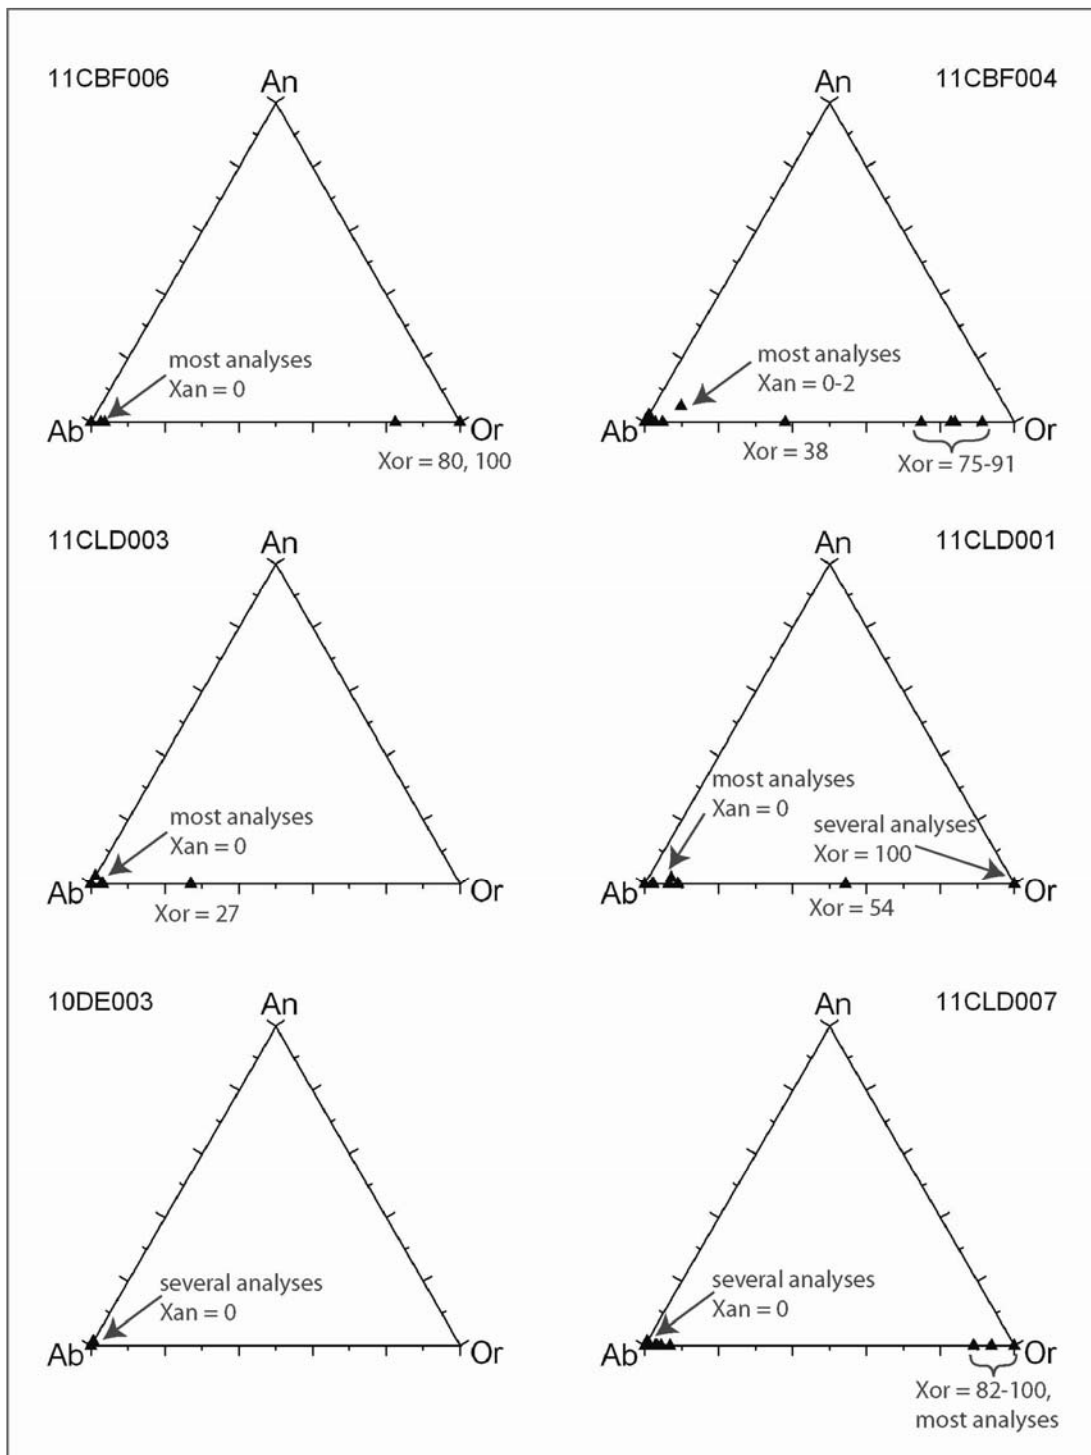 11CBF006
An
most analyses
Xan = 0
Ab
Or
Xor = 80, 100
11CBF004
An
most analyses
Xan = 0-2
Ab
Or
Xor = 38
Xor = 75-91
11CLD003
An
most analyses
Xan = 0
Ab
Or
Xor = 27
11CLD001
An
most analyses
Xan = 0
several analyses
Xor = 100
Ab
Or
Xor = 54
10DE003
An
several analyses
Xan = 0
Ab
Or
11CLD007
An
several analyses
Xan = 0
Ab
Or
Xor = 82-100,
most analyses